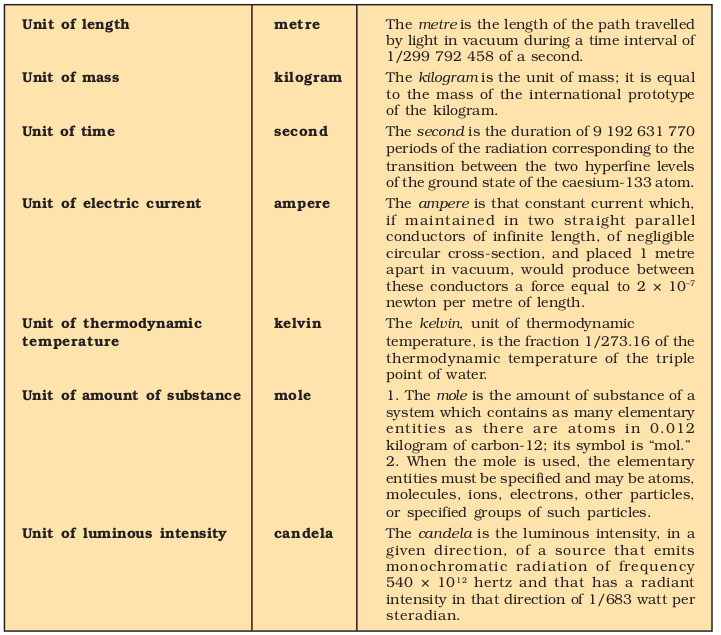 Unit of length metre The metre is the length of the path travelled
by light in vacuum during a time interval of
1/299 792 458 of a second.
Unit of mass kilogram The kilogram is the unit of mass; it is equal
to the mass of the international prototype
of the kilogram.
Unit of time second The second is the duration of 9 192 631 770
periods of the radiation corresponding to the
transition between the two hyperfine levels
of the ground state of the caesium-133 atom.
Unit of electric current ampere The ampere is that constant current which,
if maintained in two straight parallel
conductors of infinite length, of negligible
circular cross-section, and placed 1 metre
apart in vacuum, would produce between
these conductors a force equal to 2 × 10⁻⁷
newton per metre of length.
Unit of thermodynamic kelvin The kelvin, unit of thermodynamic
temperature temperature, is the fraction 1/273.16 of the
thermodynamic temperature of the triple
point of water.
Unit of amount of substance mole 1. The mole is the amount of substance of a
system which contains as many elementary
entities as there are atoms in 0.012
kilogram of carbon-12; its symbol is “mol.”
2. When the mole is used, the elementary
entities must be specified and may be atoms,
molecules, ions, electrons, other particles,
or specified groups of such particles.
Unit of luminous intensity candela The candela is the luminous intensity, in a
given direction, of a source that emits
monochromatic radiation of frequency
540 × 10¹² hertz and that has a radiant
intensity in that direction of 1/683 watt per
steradian.